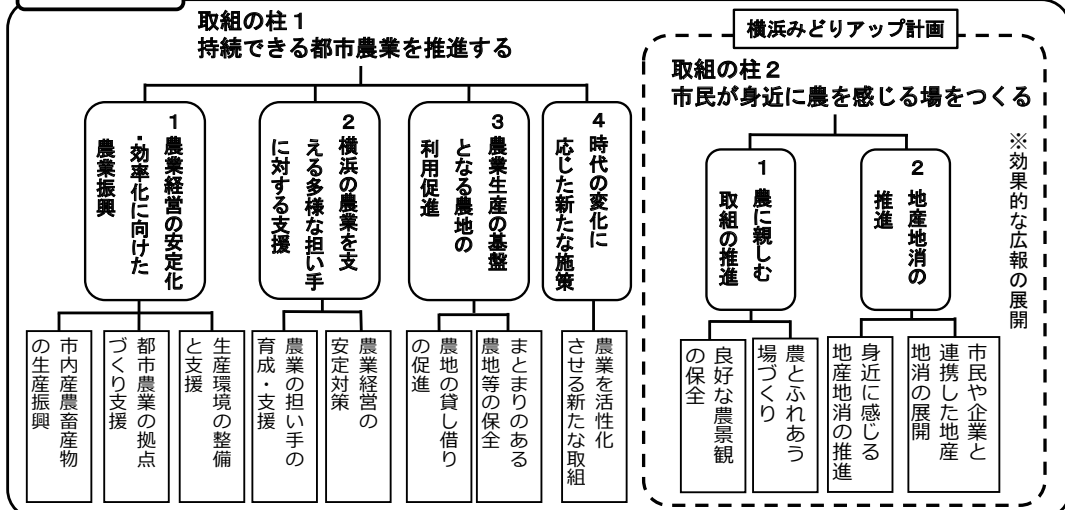 取組の柱1
持続できる都市農業を推進する
1 農業経営の安定化
・効率化に向けた
農業振興
市内産農畜産物
の生産振興
都市農業の拠点
づくり支援
生産環境の整備
と支援
2 横浜の農業を支
える多様な担い手
に対する支援
農業の担い手の
育成・支援
農業経営の
安定対策
3 農業生産の基盤
となる農地の
利用促進
農地の貸し借り
の促進
まとまりのある
農地等の保全
4 時代の変化に
応じた新たな施策
農業を活性化
させる新たな取組
横浜みどりアップ計画
取組の柱2
市民が身近に農を感じる場をつくる
1 農に親しむ
取組の推進
良好な農景観
の保全
農とふれあう
場づくり
2 地産地消の
推進
身近に感じる
地産地消の推進
市民や企業と
連携した地産
地消の展開
※効果的な広報の展開